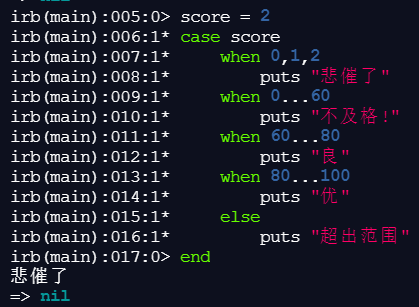 irb(main):005:0> score = 2
irb(main):006:1* case score
irb(main):007:1*     when 0,1,2
irb(main):008:1*         puts "悲催了"
irb(main):009:1*     when 0...60
irb(main):010:1*         puts "不及格!"
irb(main):011:1*     when 60...80
irb(main):012:1*         puts "良"
irb(main):013:1*     when 80...100
irb(main):014:1*         puts "优"
irb(main):015:1*     else
irb(main):016:1*         puts "超出范围"
irb(main):017:0> end
悲催了
=> nil